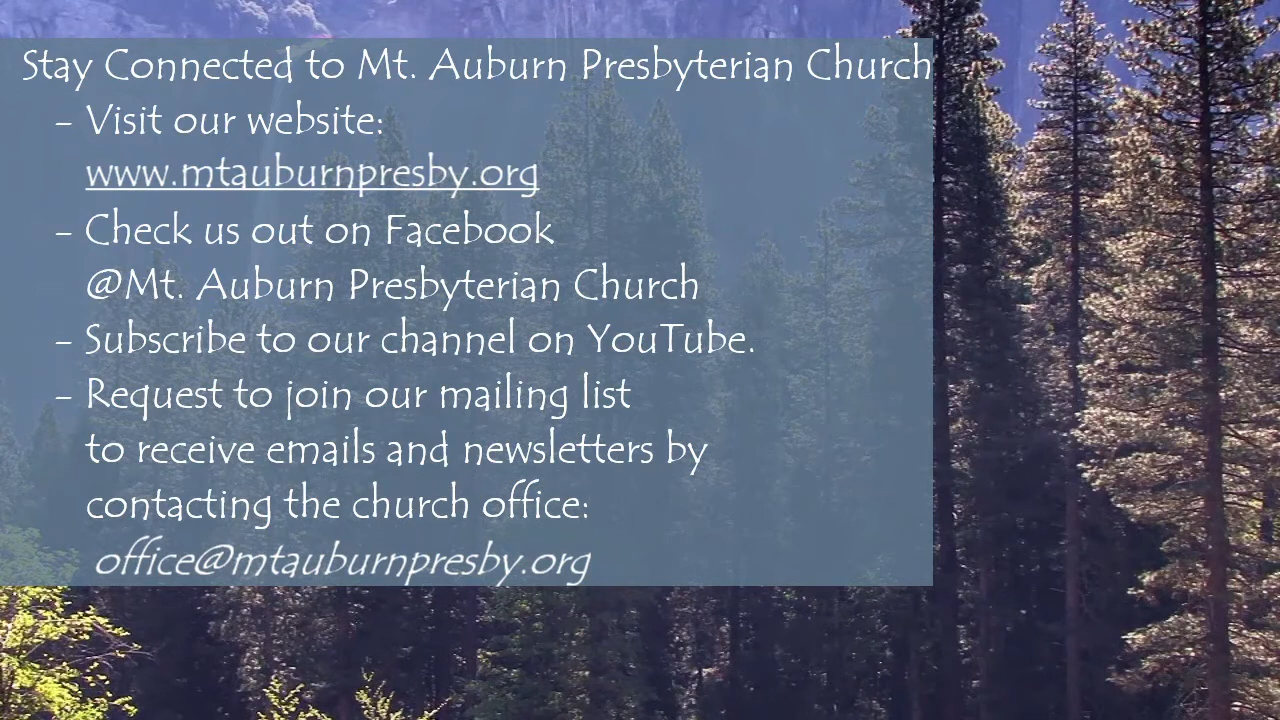 Stay Connected to Mt. Auburn Presbyterian Church
- Visit our website:
www.mtauburnpresby.org
- Check us out on Facebook
@Mt. Auburn Presbyterian Church
- Subscribe to our channel on YouTube.
- Request to join our mailing list
to receive emails and newsletters by
contacting the church office:
office@mtauburnpresby.org